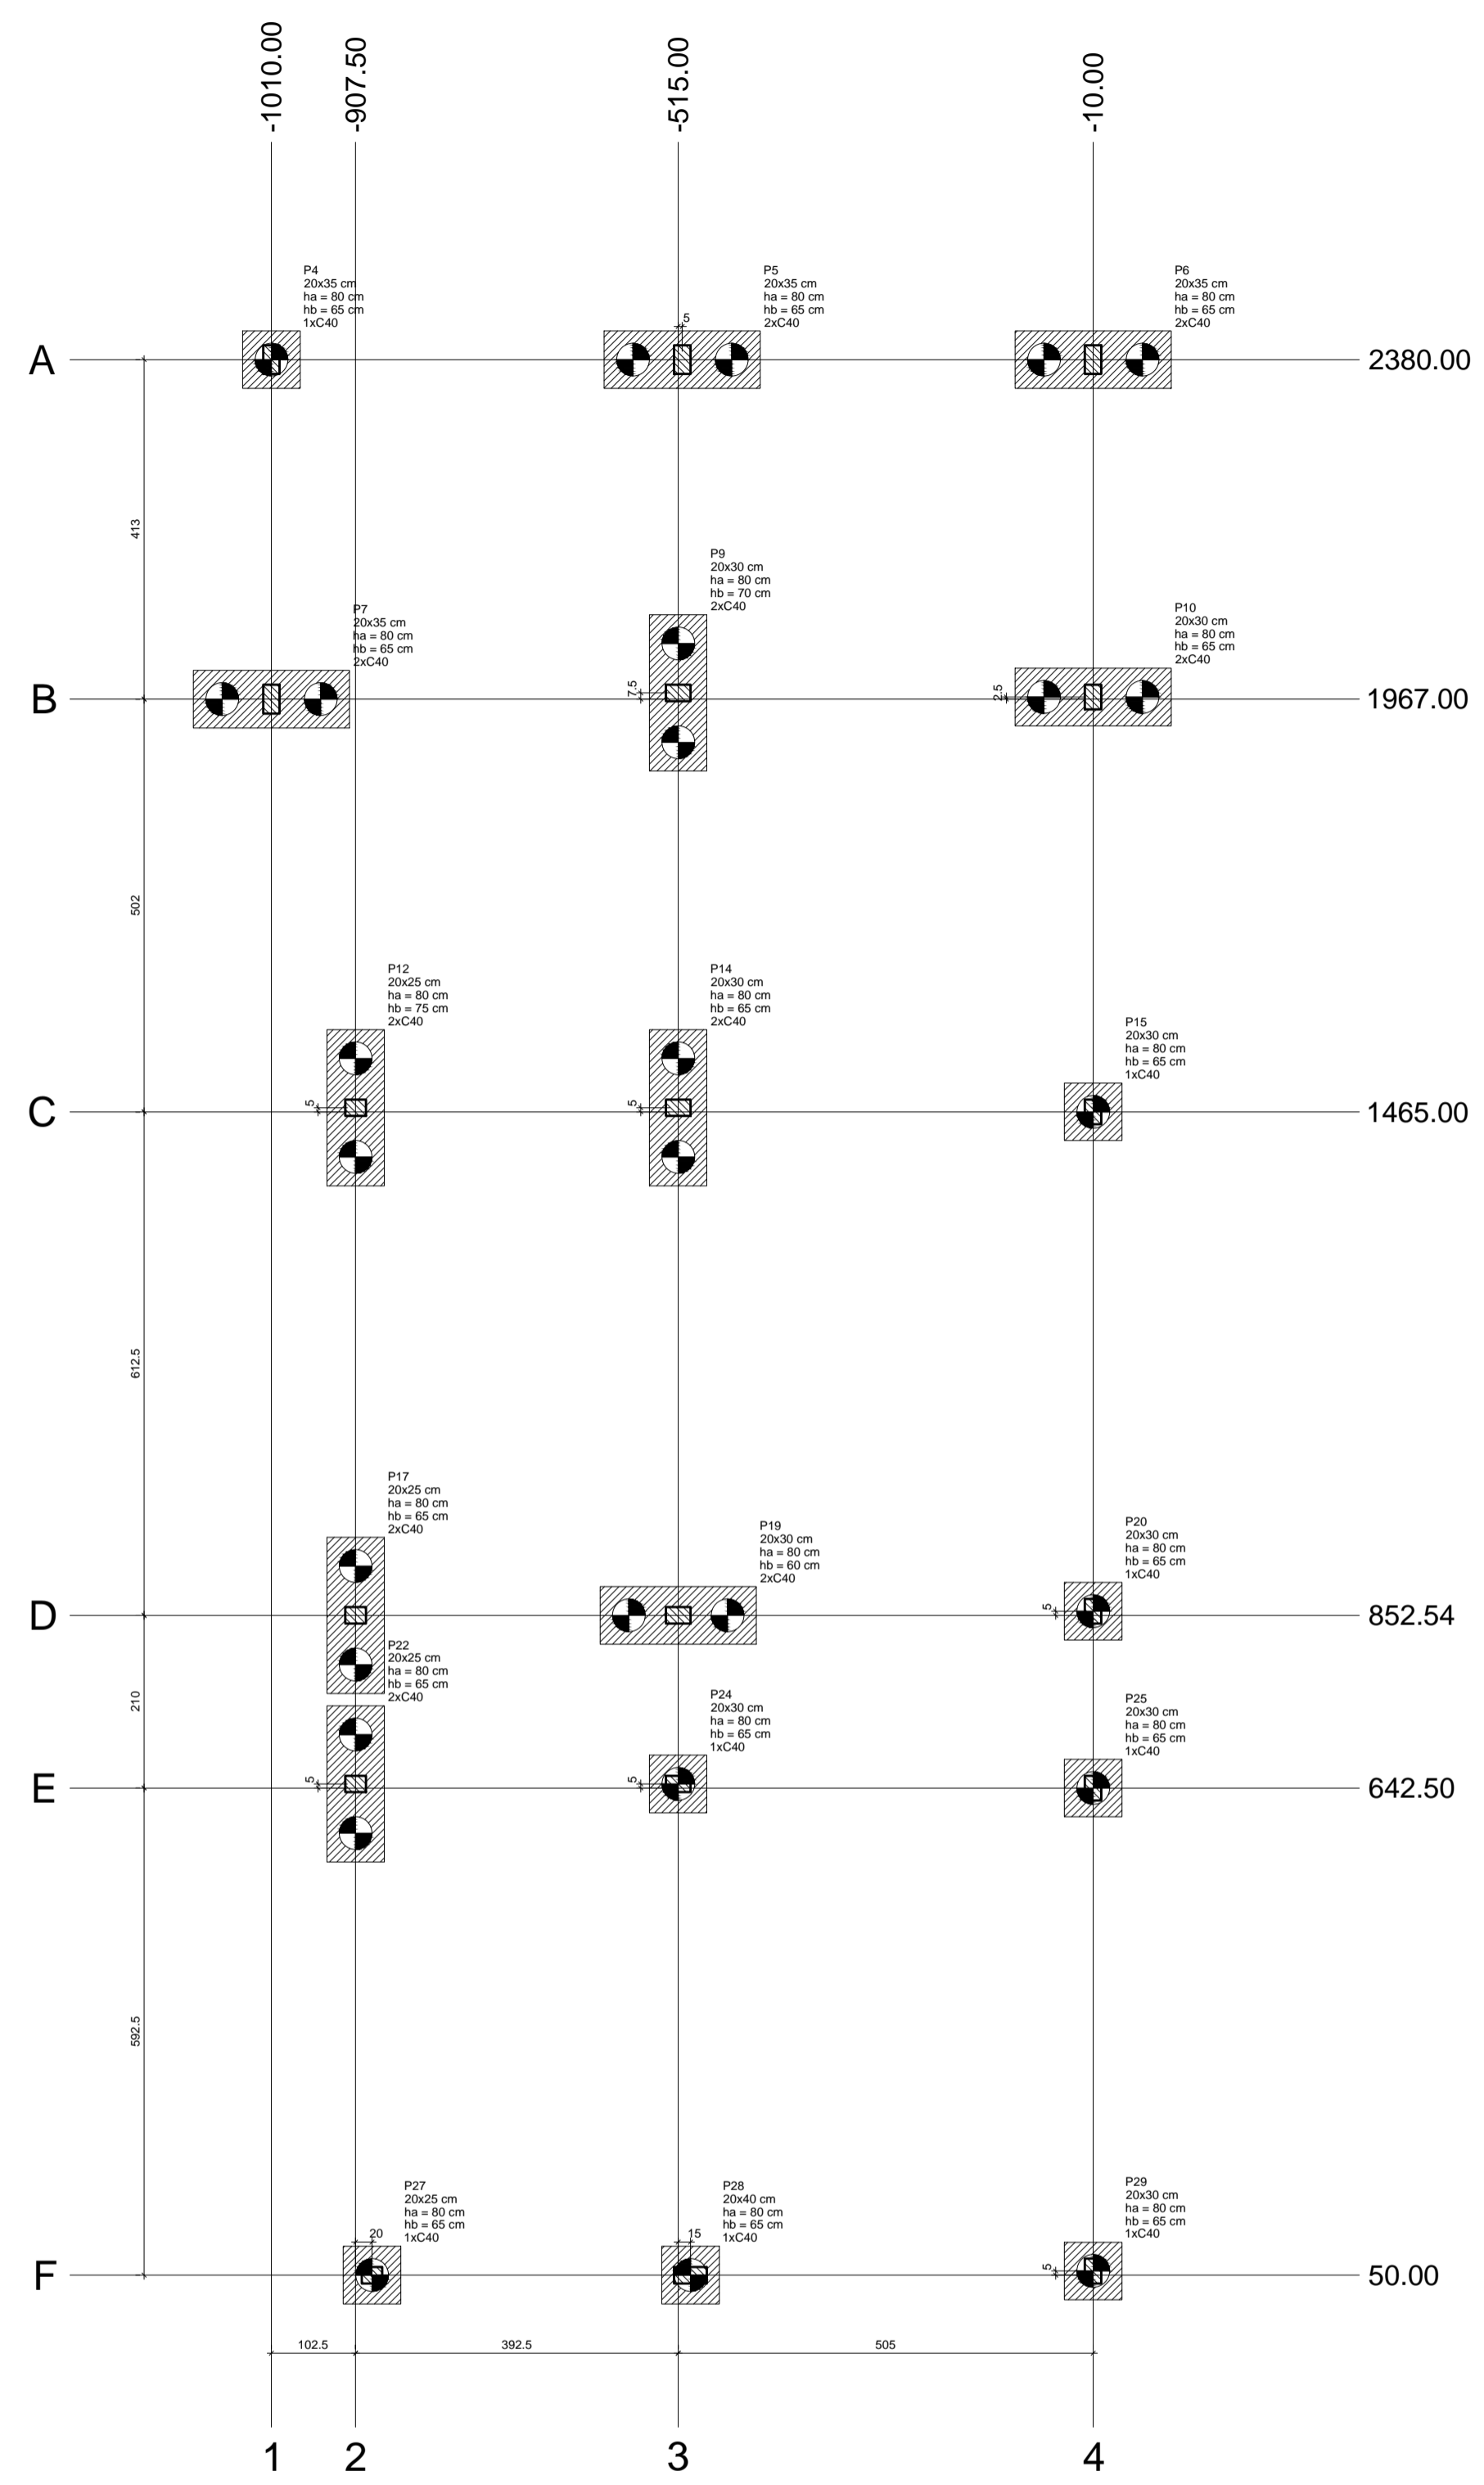 -1010.00
-907.50
-515.00
-10.00
P4
20x35 cm
ha = 80 cm
hb = 65 cm
1xC40
P5
20x35 cm
ha = 80 cm
hb = 65 cm
2xC40
5
P6
20x35 cm
ha = 80 cm
hb = 65 cm
2xC40
A
2380.00
413
P7
20x35 cm
ha = 80 cm
hb = 65 cm
2xC40
P9
20x30 cm
ha = 80 cm
hb = 70 cm
2xC40
7.5
P10
20x30 cm
ha = 80 cm
hb = 65 cm
2xC40
2.5
B
1967.00
502
P12
20x25 cm
ha = 80 cm
hb = 75 cm
2xC40
5
P14
20x30 cm
ha = 80 cm
hb = 65 cm
2xC40
5
P15
20x30 cm
ha = 80 cm
hb = 65 cm
1xC40
C
1465.00
612.5
P17
20x25 cm
ha = 80 cm
hb = 65 cm
2xC40
P19
20x30 cm
ha = 80 cm
hb = 60 cm
2xC40
P20
20x30 cm
ha = 80 cm
hb = 65 cm
1xC40
5
D
852.54
210
P22
20x25 cm
ha = 80 cm
hb = 65 cm
2xC40
5
P24
20x30 cm
ha = 80 cm
hb = 65 cm
1xC40
5
P25
20x30 cm
ha = 80 cm
hb = 65 cm
1xC40
E
642.50
592.5
P27
20x25 cm
ha = 80 cm
hb = 65 cm
1xC40
20
P28
20x40 cm
ha = 80 cm
hb = 65 cm
1xC40
15
P29
20x30 cm
ha = 80 cm
hb = 65 cm
1xC40
5
F
50.00
102.5
392.5
505
1
2
3
4